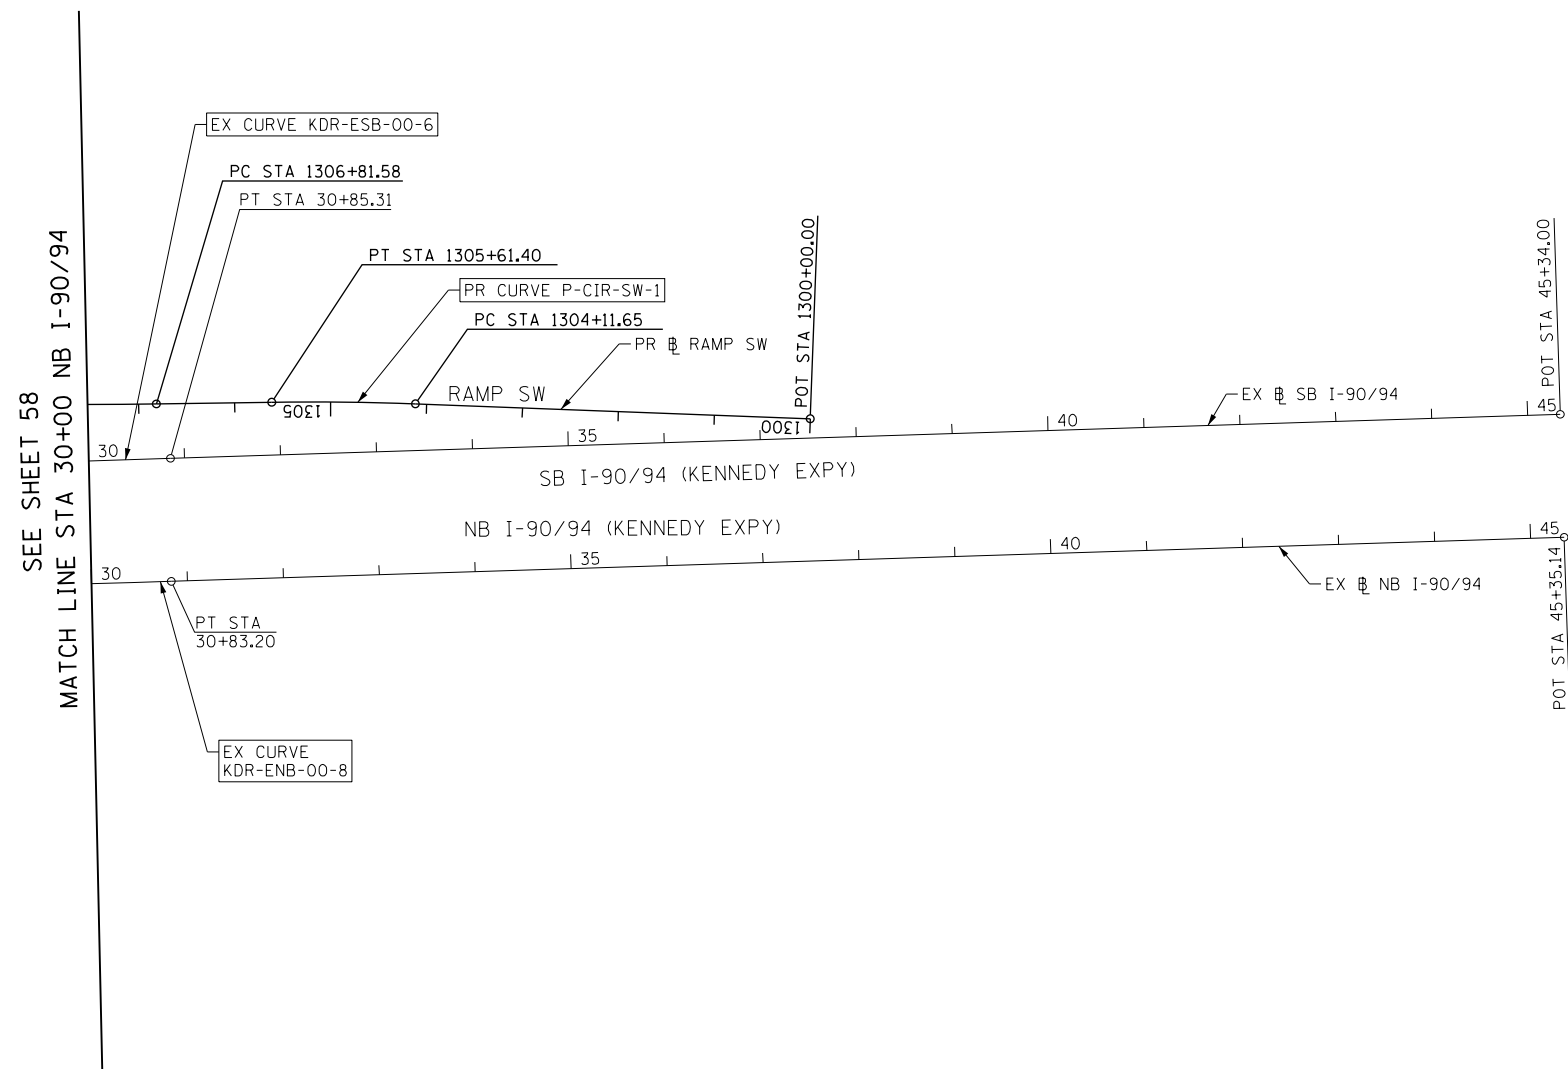 SEE SHEET 58
MATCH LINE STA 30+00 NB I-90/94
EX CURVE KDR-ESB-00-6
PC STA 1306+81.58
PT STA 30+85.31
PT STA 1305+61.40
PR CURVE P-CIR-SW-1
PC STA 1304+11.65
PR BL RAMP SW
POT STA 1300+00.00
POT STA 45+34.00
RAMP SW
1305
1300
EX BL SB I-90/94
30
35
40
45
SB I-90/94 (KENNEDY EXPY)
NB I-90/94 (KENNEDY EXPY)
30
35
40
45
EX BL NB I-90/94
POT STA 45+35.14
PT STA
30+83.20
EX CURVE
KDR-ENB-00-8